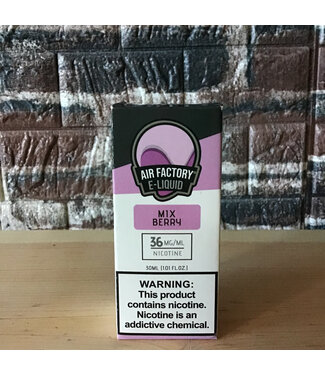 AIR FACTORY
E-LIQUID
MIX
BERRY
36 MG/ML
NICOTINE
30ML (1.01 FL.OZ.)
WARNING:
This product
contains nicotine.
Nicotine is an
addictive chemical.